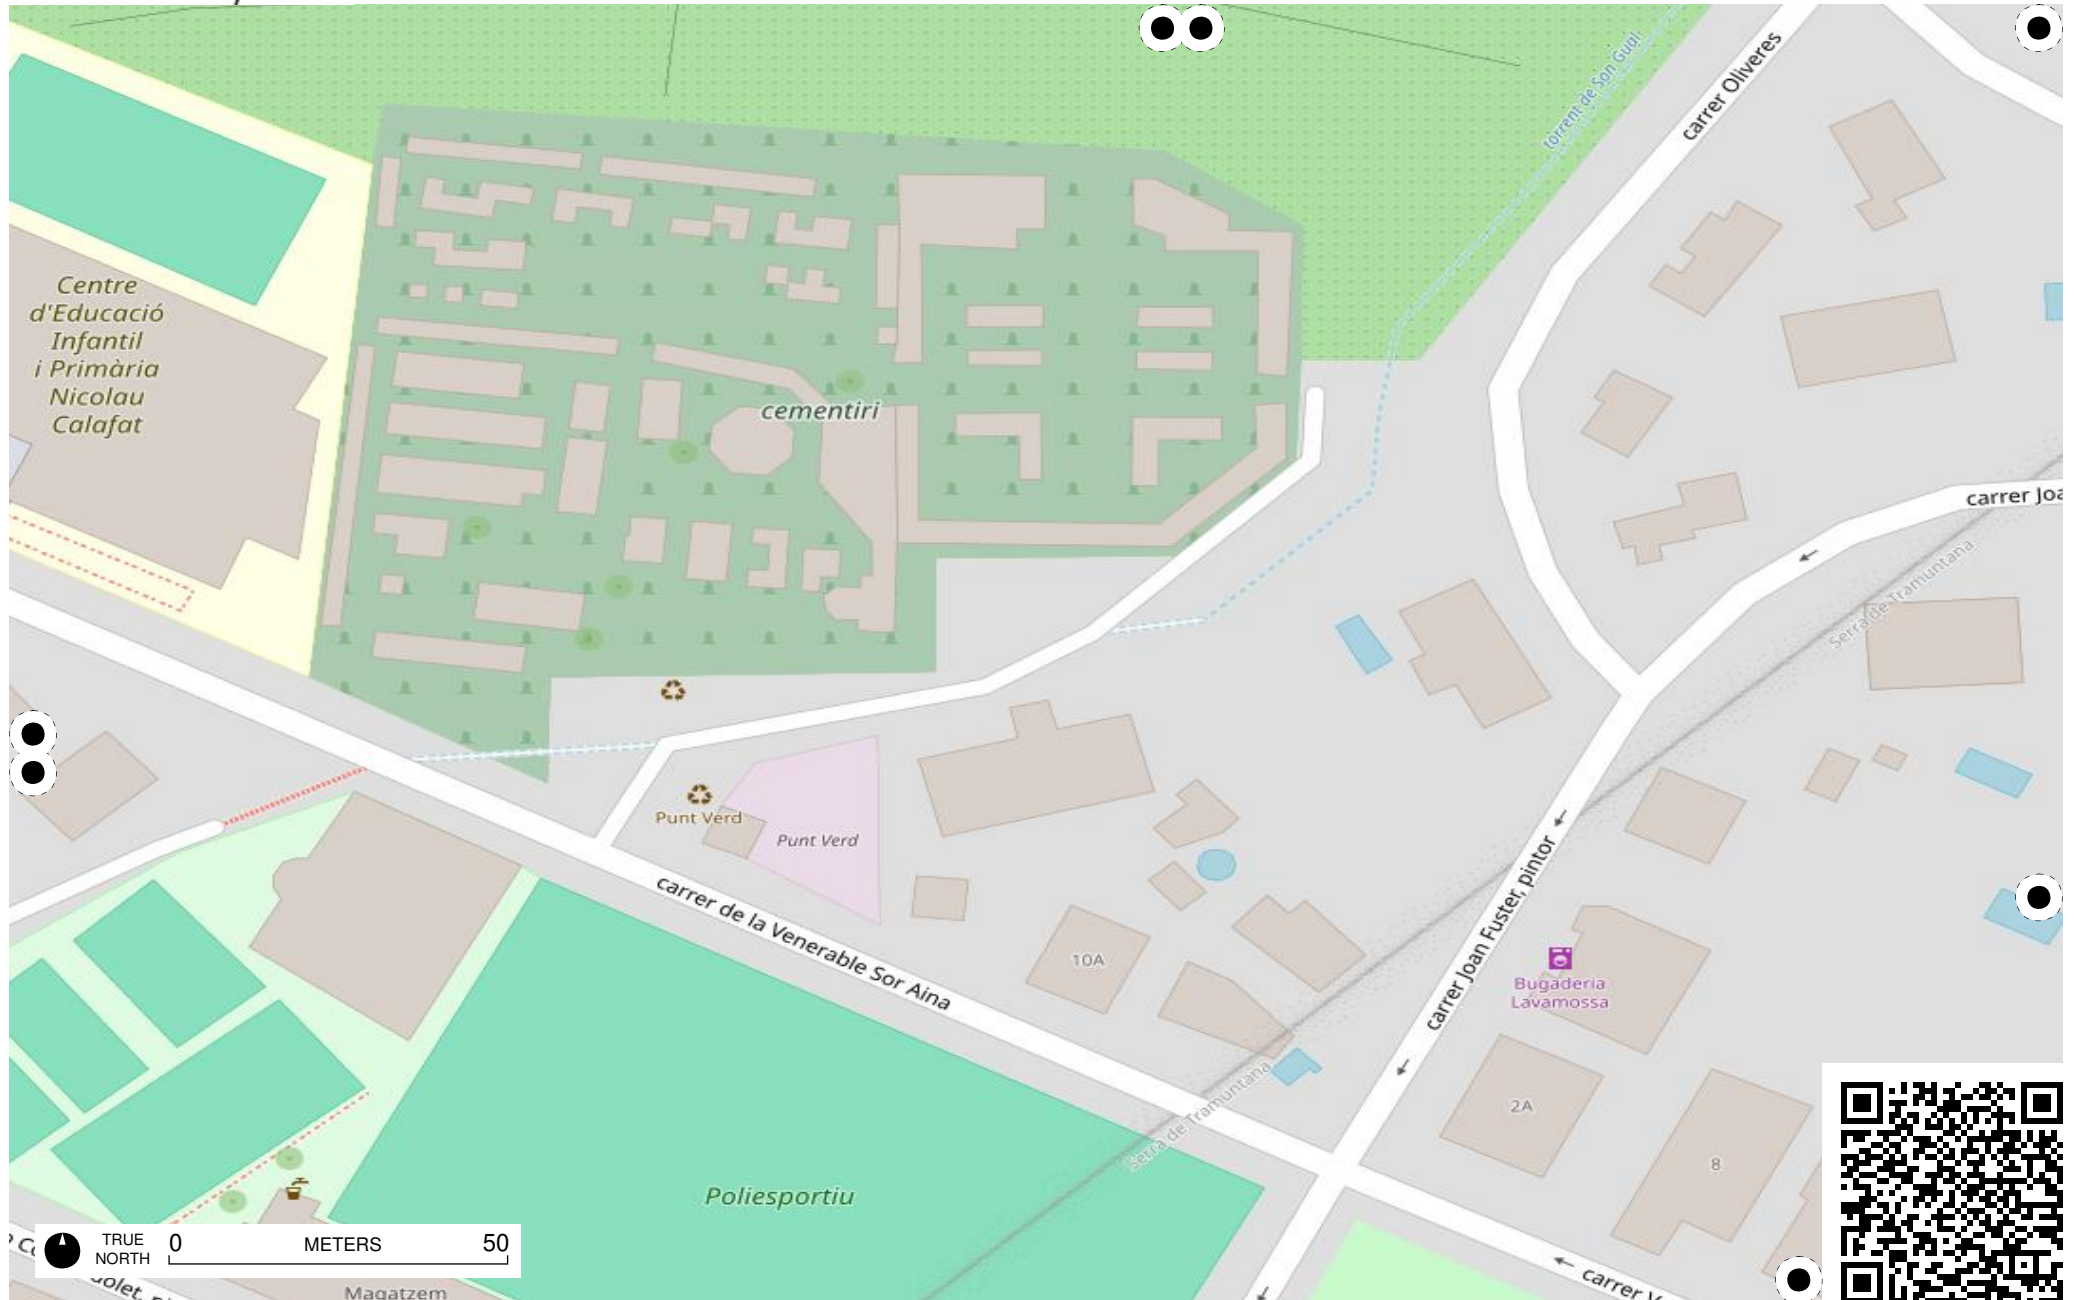 torrent de Son Gual
carrer Oliveres
Centre
d'Educació
Infantil
i Primària
Nicolau
Calafat
cementiri
carrer Joa
Serra de Tramuntana
Punt Verd
Punt Verd
carrer de la Venerable Sor Aina
carrer Joan Fuster, pintor
10A
Bugaderia
Lavamossa
2A
Serra de Tramuntana
8
Poliesportiu
TRUE
NORTH
0 METERS 50
carrer V
Magatzem